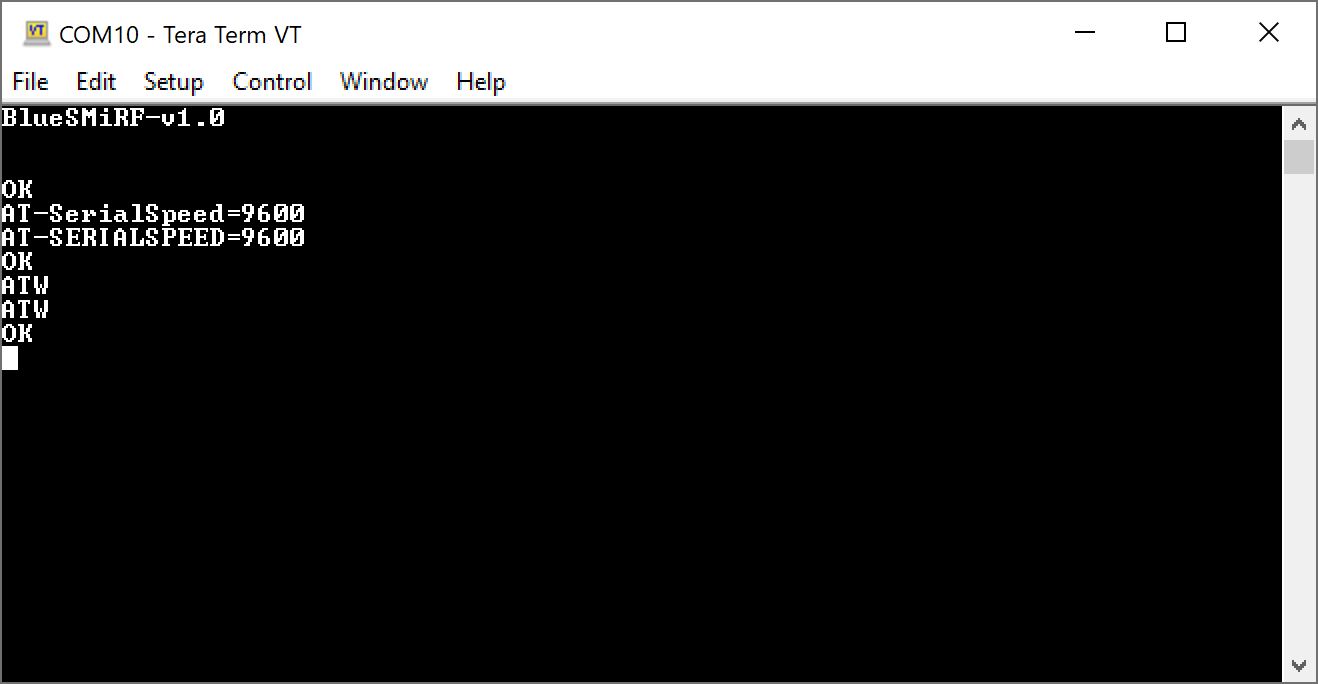 COM10 - Tera Term VT
File Edit Setup Control Window Help
BlueSMiRF-v1.0
OK
AT-SerialSpeed=9600
AT-SERIALSPEED=9600
OK
ATW
ATW
OK